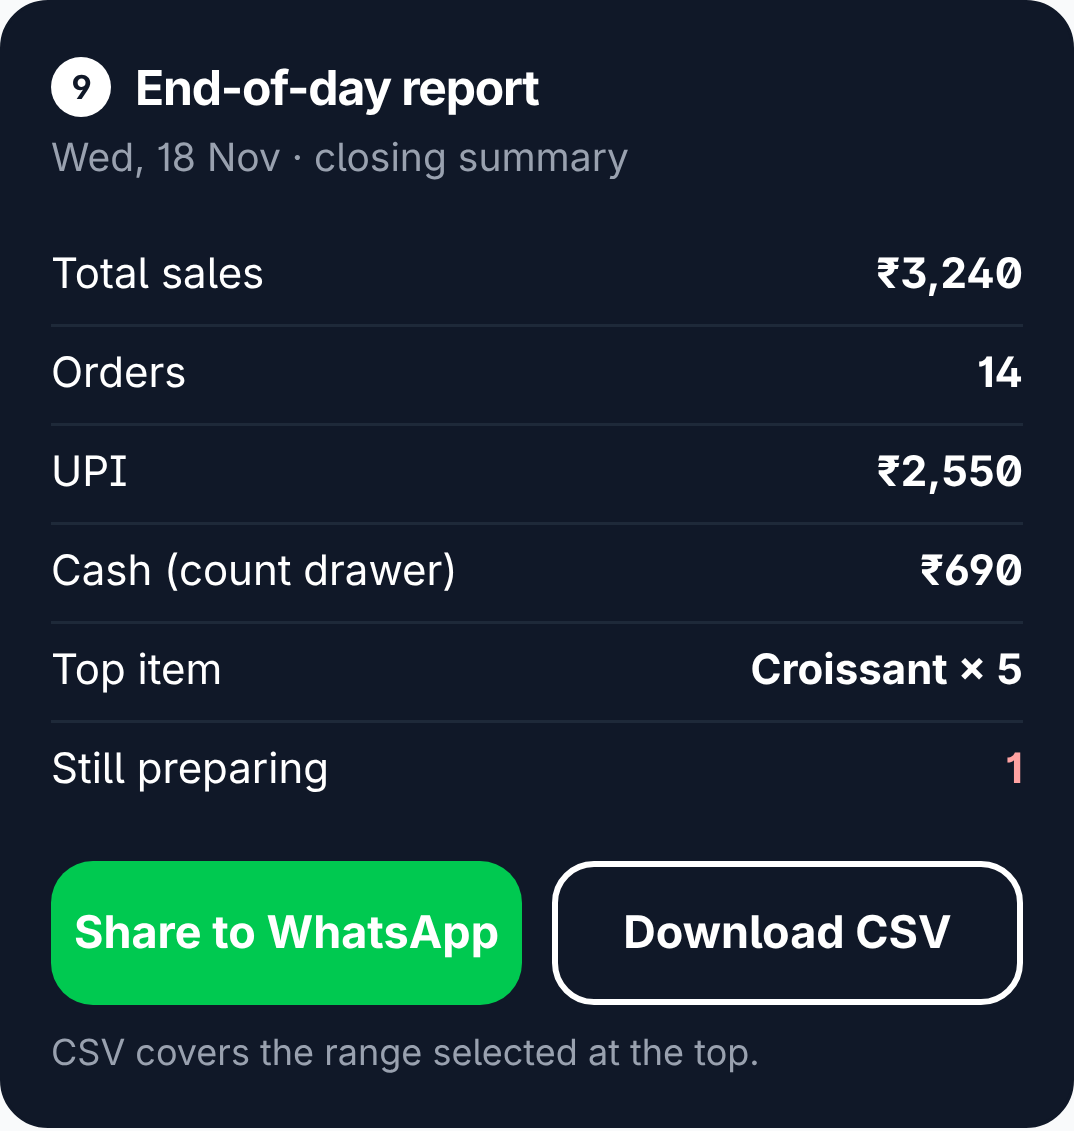 9 End-of-day report
Wed, 18 Nov · closing summary
Total sales ₹3,240
Orders 14
UPI ₹2,550
Cash (count drawer) ₹690
Top item Croissant × 5
Still preparing 1
Share to WhatsApp Download CSV
CSV covers the range selected at the top.